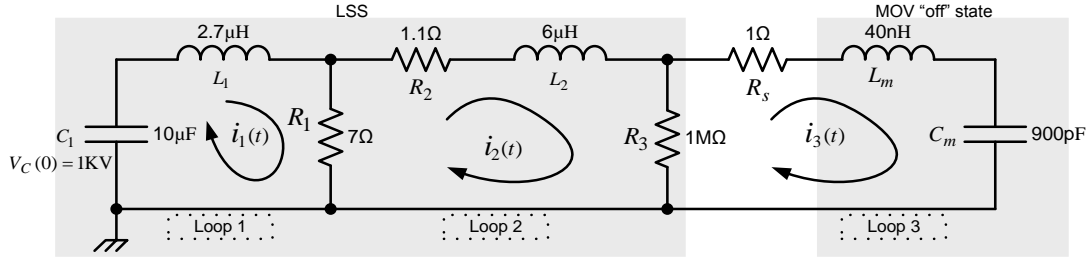 LSS
MOV “off” state
2.7μH
1.1Ω
6μH
1Ω
40nH
L₁
R₂
L₂
Rₛ
Lₘ
C₁
10μF
V_C(0) = 1KV
i₁(t)
R₁
7Ω
i₂(t)
R₃
1MΩ
i₃(t)
Cₘ
900pF
Loop 1
Loop 2
Loop 3